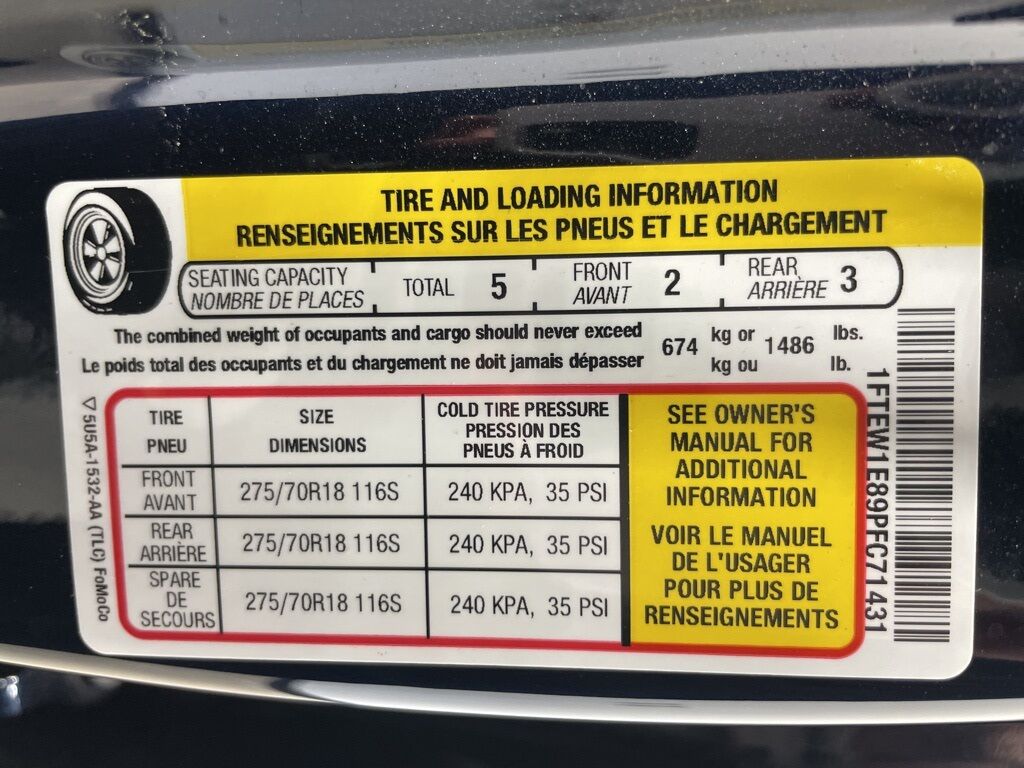 TIRE AND LOADING INFORMATION
RENSEIGNEMENTS SUR LES PNEUS ET LE CHARGEMENT
SEATING CAPACITY
NOMBRE DE PLACES
TOTAL 5
FRONT
AVANT
2
REAR
ARRIÈRE
3
The combined weight of occupants and cargo should never exceed 674 kg or 1486 lbs.
Le poids total des occupants et du chargement ne doit jamais dépasser kg ou lb.
TIRE
PNEU
SIZE
DIMENSIONS
COLD TIRE PRESSURE
PRESSION DES
PNEUS À FROID
FRONT
AVANT
275/70R18 116S
240 KPA, 35 PSI
REAR
ARRIÈRE
275/70R18 116S
240 KPA, 35 PSI
SPARE
DE
SECOURS
275/70R18 116S
240 KPA, 35 PSI
SEE OWNER'S
MANUAL FOR
ADDITIONAL
INFORMATION
VOIR LE MANUEL
DE L'USAGER
POUR PLUS DE
RENSEIGNEMENTS
5U5A-1532-AA (TLC) FoMoCo
1FTEW1E89PFC71431